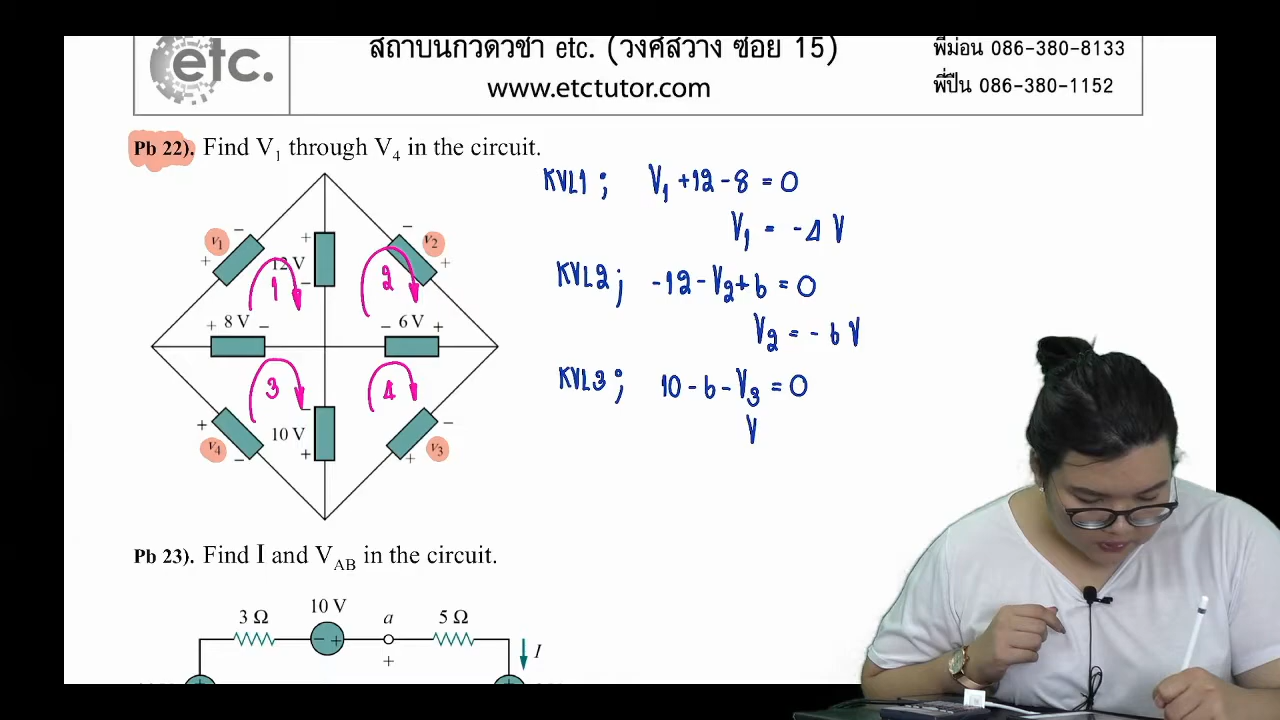 etc.
สถาบันกวดวิชา etc. (วงศ์สว่าง ซอย 15)
www.etctutor.com
พี่ม่อน 086-380-8133
พี่ปืน 086-380-1152
Pb 22). Find V1 through V4 in the circuit.
v1 − +
+ 12 V −
− v2 +
1
2
+ 8 V −
− 6 V +
3
4
+ v4 −
− 10 V +
− v3 +
KVL1 ; V1 +12 - 8 = 0
V1 = -4 V
KVL2 ; -12 - V2 + 6 = 0
V2 = - 6 V
KVL3 ; 10 - 6 - V3 = 0
V
Pb 23). Find I and VAB in the circuit.
3 Ω
10 V
− +
a
+
5 Ω
I